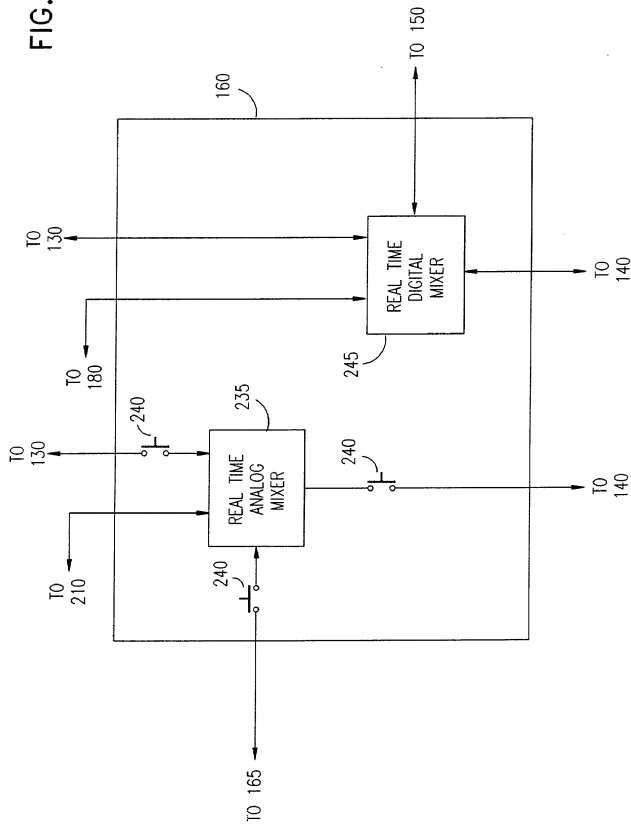 FIG.
TO 150
160
TO
130
REAL TIME
DIGITAL
MIXER
TO
140
245
TO
180
TO
130
240
235
REAL TIME
ANALOG
MIXER
240
TO
140
TO
210
240
TO 165